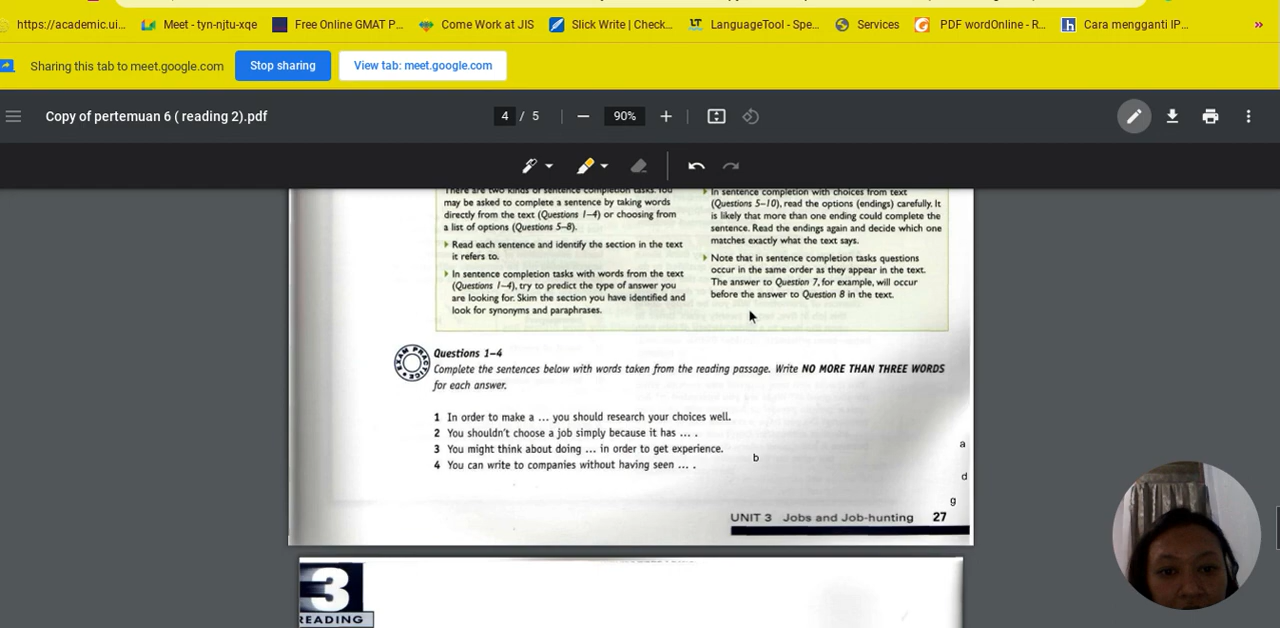 https://academic.ui... Meet - tyn-njtu-xqe Free Online GMAT P... Come Work at JIS Slick Write | Check... LanguageTool - Spe... Services PDF wordOnline - R... Cara mengganti IP... »
Sharing this tab to meet.google.com Stop sharing View tab: meet.google.com
Copy of pertemuan 6 ( reading 2).pdf 4 / 5 90%
There are two kinds of sentence completion tasks. You
may be asked to complete a sentence by taking words
directly from the text (Questions 1–4) or choosing from
a list of options (Questions 5–8).
Read each sentence and identify the section in the text
it refers to.
In sentence completion tasks with words from the text
(Questions 1–4), try to predict the type of answer you
are looking for. Skim the section you have identified and
look for synonyms and paraphrases.
In sentence completion with choices from text
(Questions 5–10), read the options (endings) carefully. It
is likely that more than one ending could complete the
sentence. Read the endings again and decide which one
matches exactly what the text says.
Note that in sentence completion tasks questions
occur in the same order as they appear in the text.
The answer to Question 7, for example, will occur
before the answer to Question 8 in the text.
EXAM PRACTICE
Questions 1–4
Complete the sentences below with words taken from the reading passage. Write NO MORE THAN THREE WORDS
for each answer.
1 In order to make a ... you should research your choices well.
2 You shouldn't choose a job simply because it has ... .
3 You might think about doing ... in order to get experience.
4 You can write to companies without having seen ... .
a
b
d
g
UNIT 3 Jobs and Job-hunting 27
3
READING